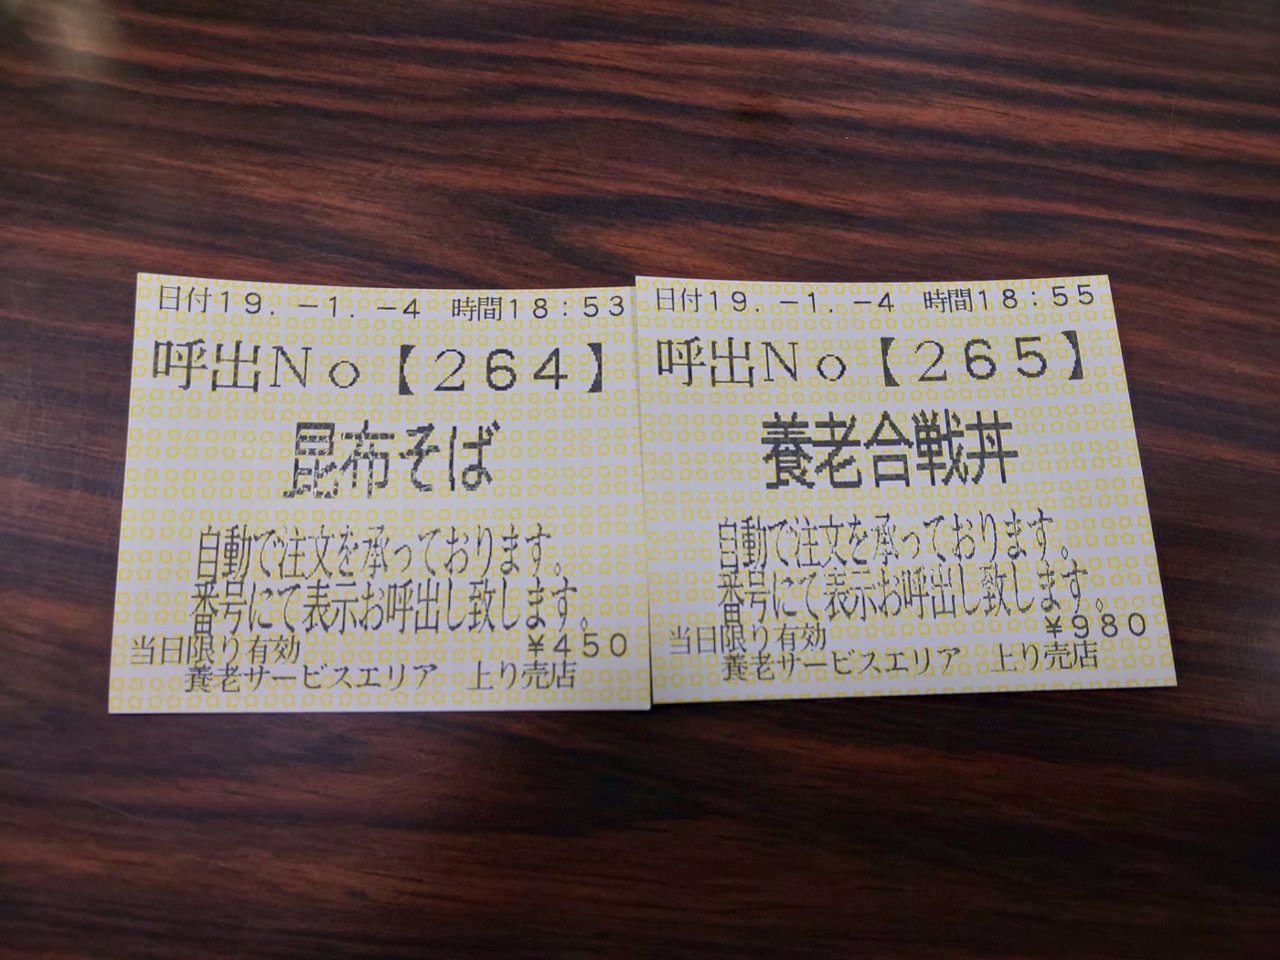 日付19.-1.-4 時間18:53
呼出No【264】
昆布そば
自動で注文を承っております。
番号にて表示お呼出し致します。
当日限り有効 ¥450
養老サービスエリア 上り売店
日付19.-1.-4 時間18:55
呼出No【265】
養老合戦丼
自動で注文を承っております。
番号にて表示お呼出し致します。
当日限り有効 ¥980
養老サービスエリア 上り売店